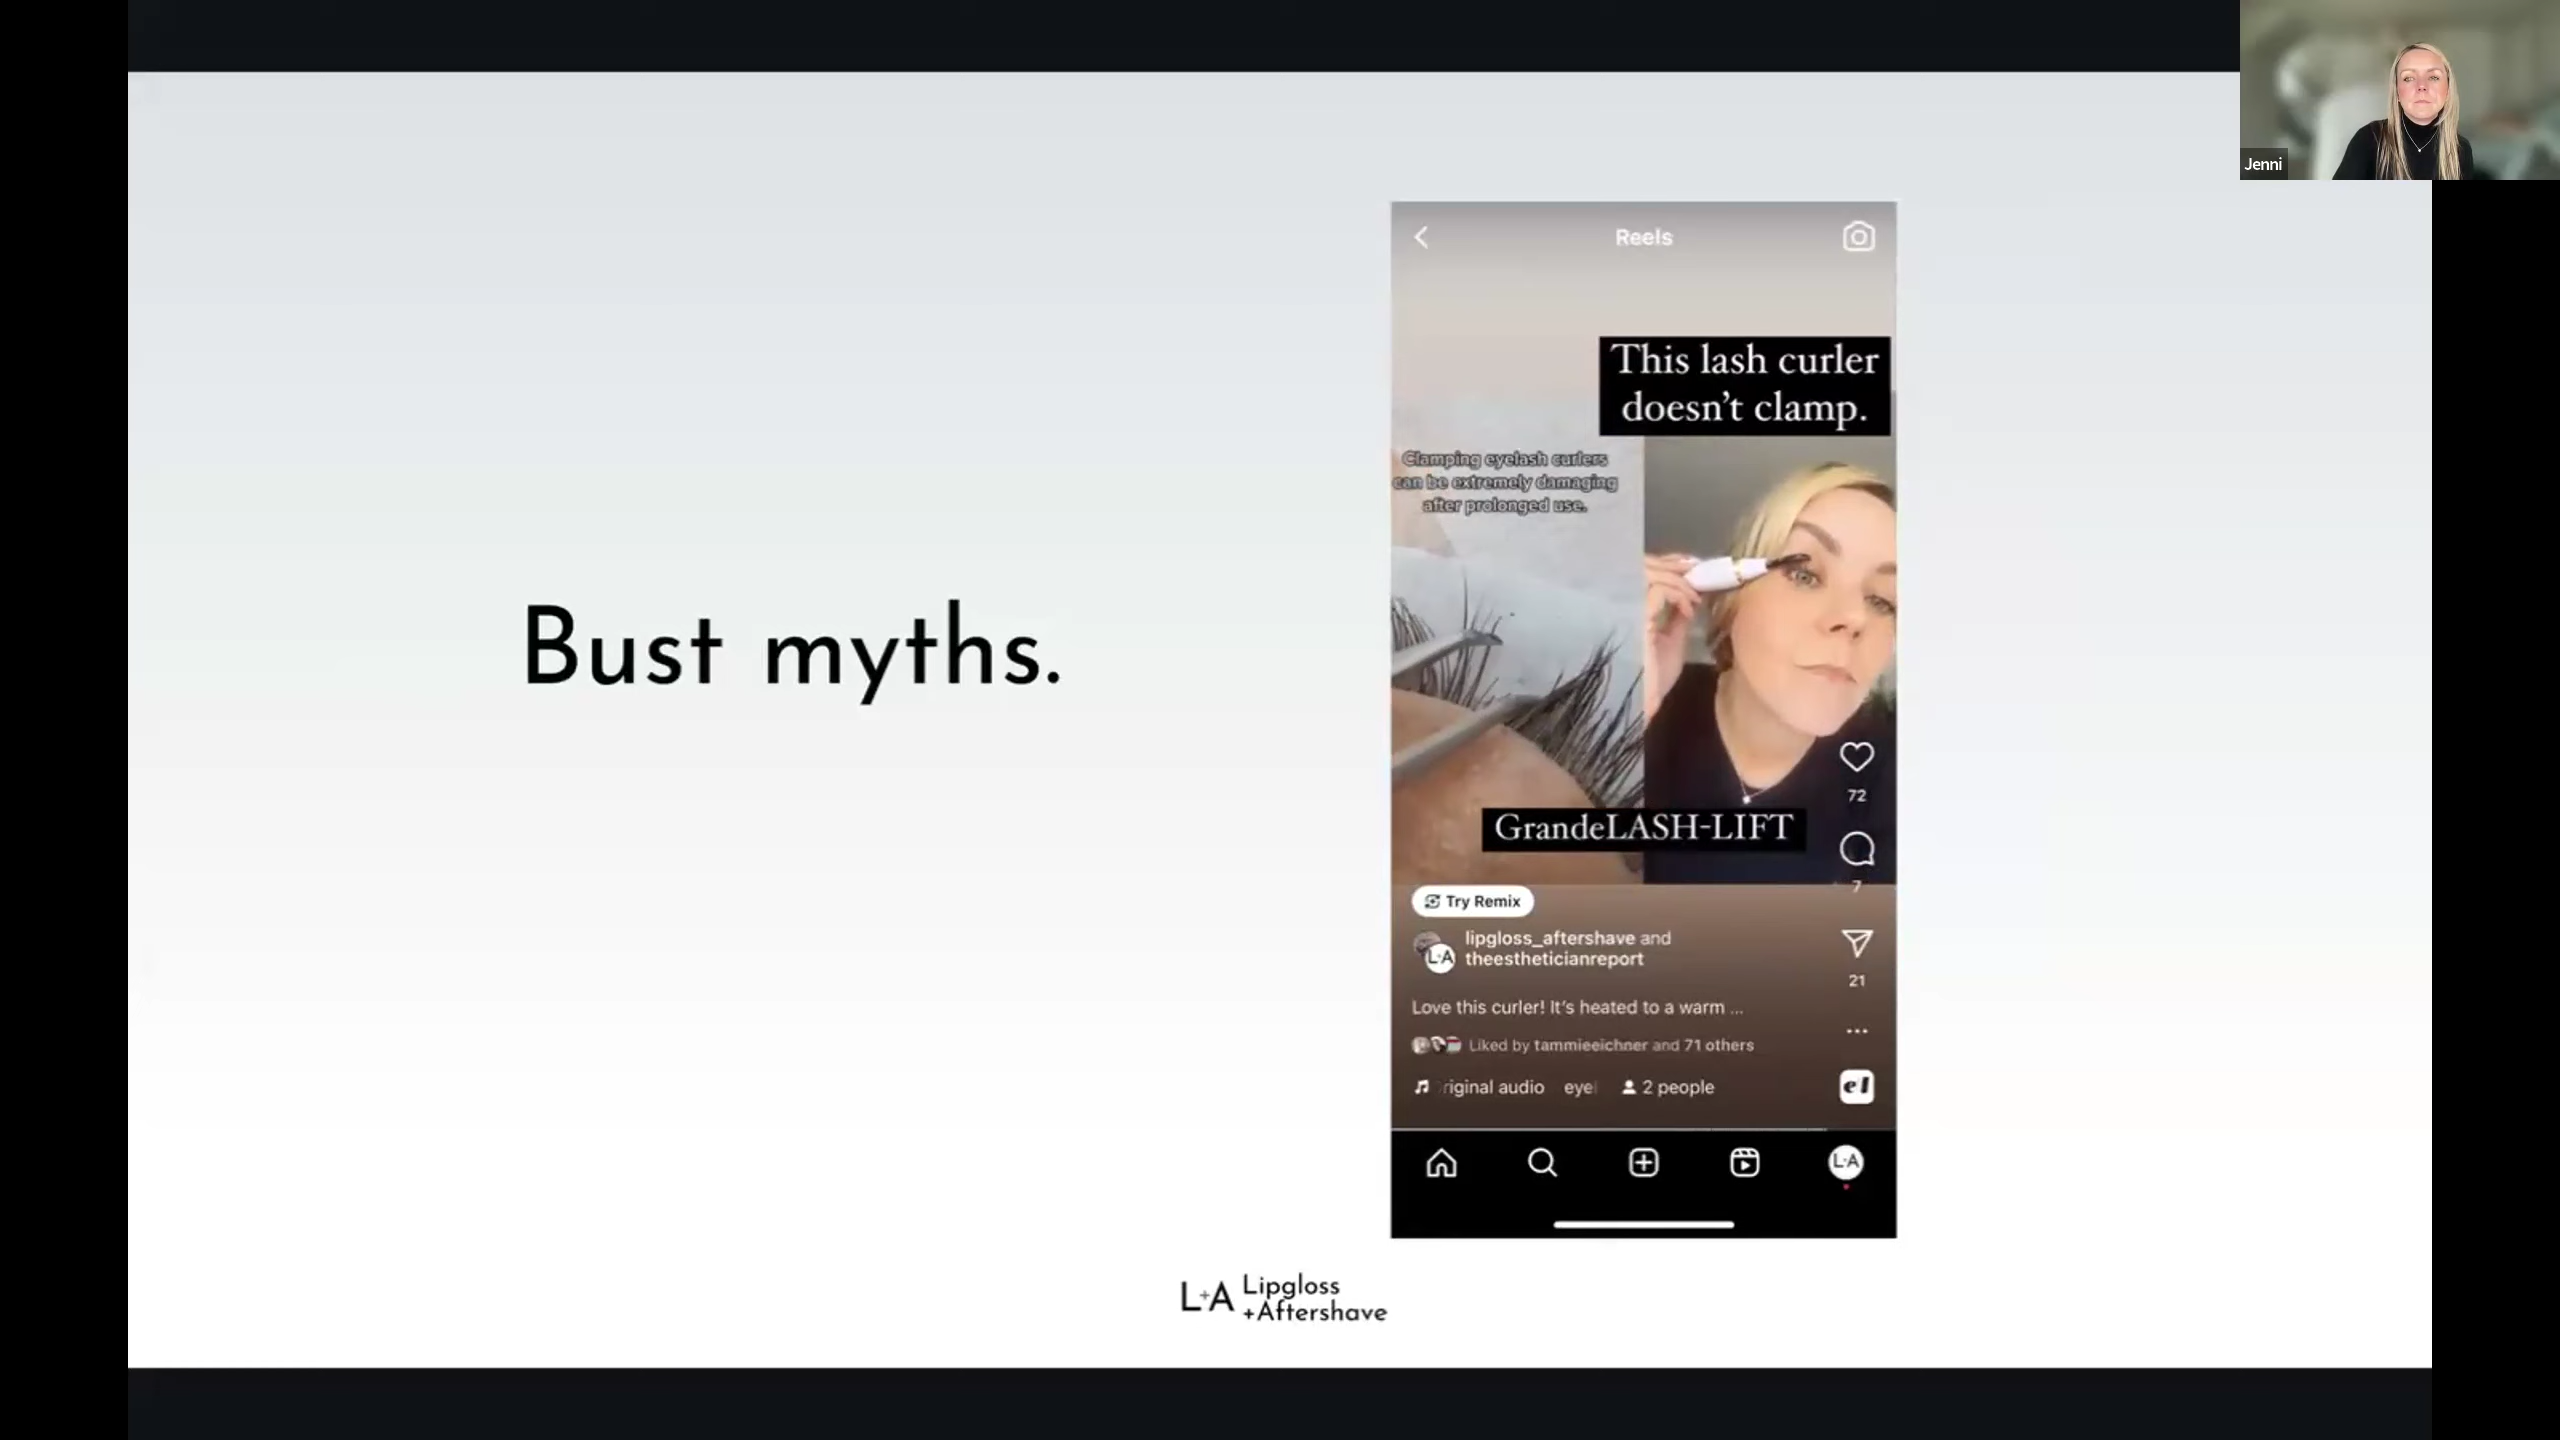 Jenni
Bust myths.
Reels
This lash curler
doesn't clamp.
Clamping eyelash curlers
can be extremely damaging
after prolonged use.
GrandeLASH-LIFT
72
7
21
Try Remix
lipgloss_aftershave and
theestheticianreport
L+A
Love this curler! It's heated to a warm ...
Liked by tammieeichner and 71 others
riginal audio eye 2 people
el
L+A
L+A Lipgloss
+Aftershave